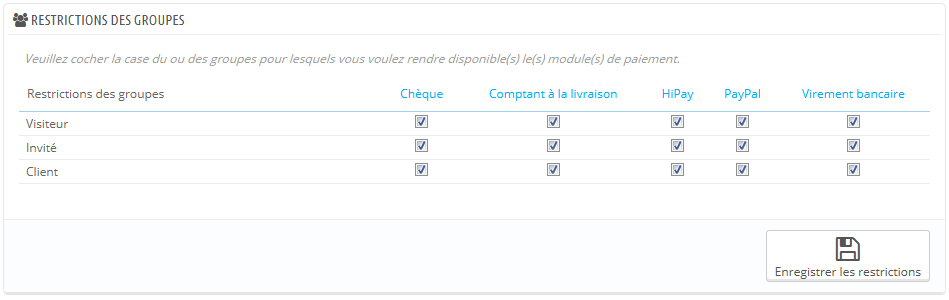 RESTRICTIONS DES GROUPES
Veuillez cocher la case du ou des groupes pour lesquels vous voulez rendre disponible(s) le(s) module(s) de paiement.
Restrictions des groupes Chèque Comptant à la livraison HiPay PayPal Virement bancaire
Visiteur
Invité
Client
Enregistrer les restrictions